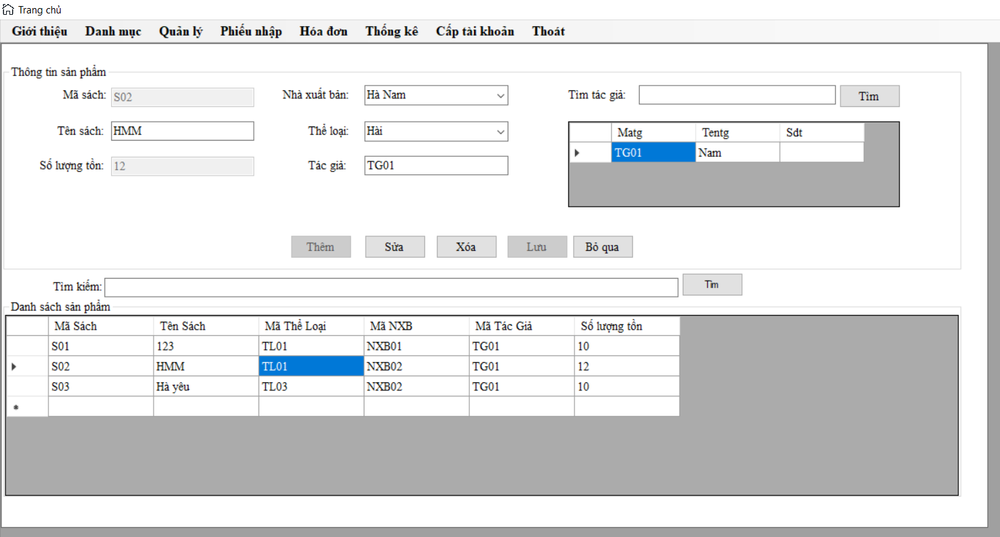 Trang chủ
Giới thiệu Danh mục Quản lý Phiếu nhập Hóa đơn Thống kê Cấp tài khoản Thoát
Thông tin sản phẩm
Mã sách: S02 Nhà xuất bản: Hà Nam Tìm tác giả: Tìm
Tên sách: HMM Thể loại: Hài
Matg Tentg Sdt
TG01 Nam
Số lượng tồn: 12 Tác giả: TG01
Thêm Sửa Xóa Lưu Bỏ qua
Tìm kiếm: Tìm
Danh sách sản phẩm
Mã Sách Tên Sách Mã Thể Loại Mã NXB Mã Tác Giả Số lượng tồn
S01 123 TL01 NXB01 TG01 10
S02 HMM TL01 NXB02 TG01 12
S03 Hà yêu TL03 NXB02 TG01 10